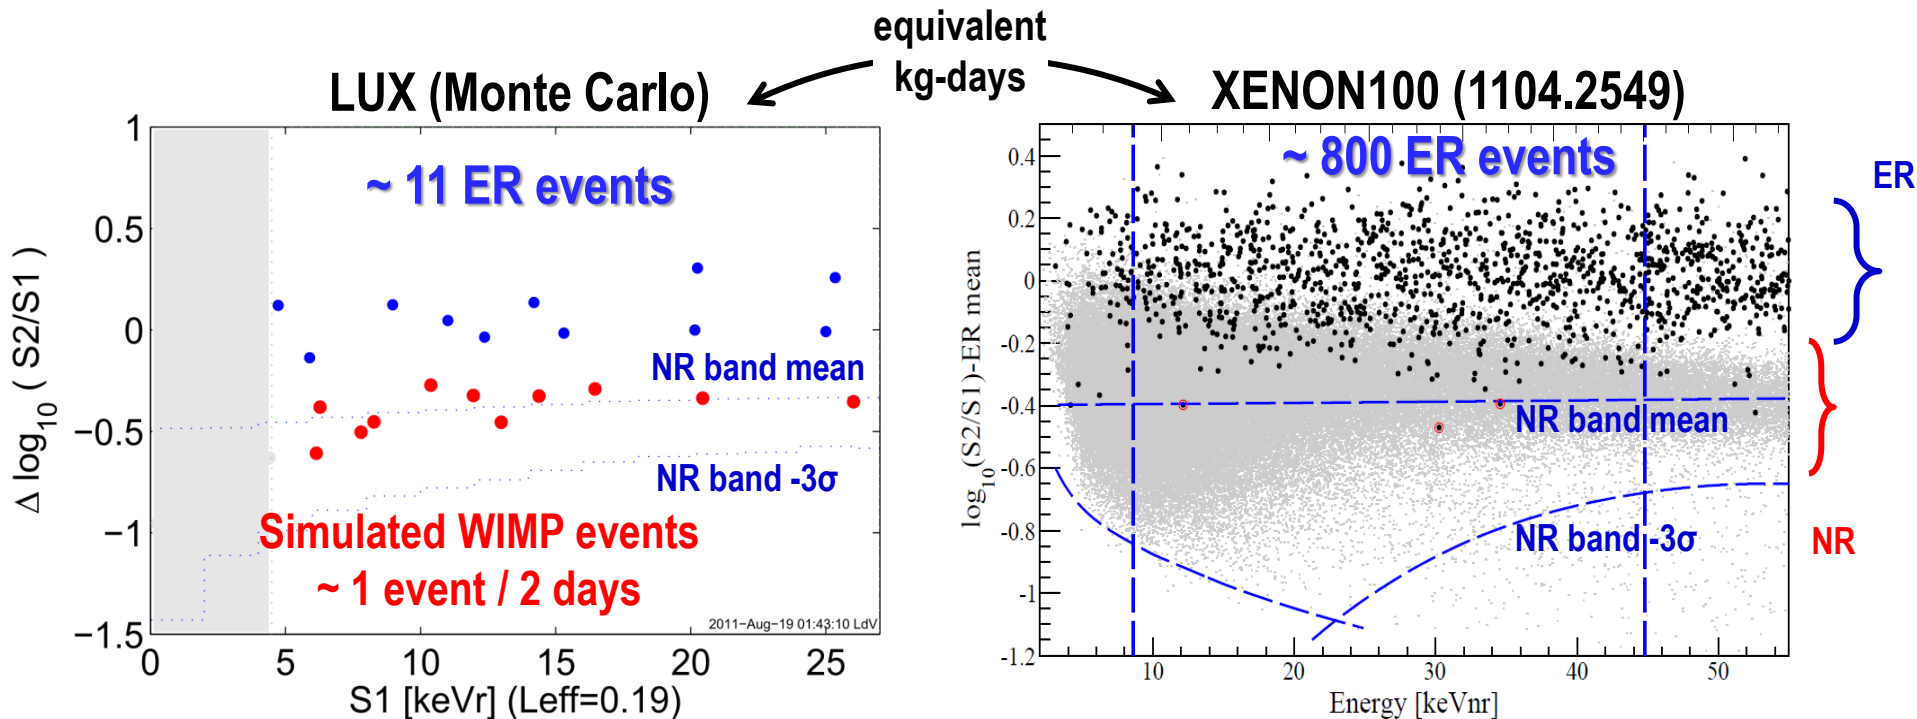 equivalent
kg-days
LUX (Monte Carlo)
XENON100 (1104.2549)
~ 11 ER events
NR band mean
NR band -3σ
Simulated WIMP events
~ 1 event / 2 days
2011-Aug-19 01:43:10 LdV
1
0.5
0
−0.5
−1
−1.5
Δ log10 ( S2/S1 )
0 5 10 15 20 25
S1 [keVr] (Leff=0.19)
~ 800 ER events
NR band mean
NR band -3σ
0.4
0.2
0
-0.2
-0.4
-0.6
-0.8
-1
-1.2
log10(S2/S1)-ER mean
10 20 30 40 50
Energy [keVnr]
ER
NR